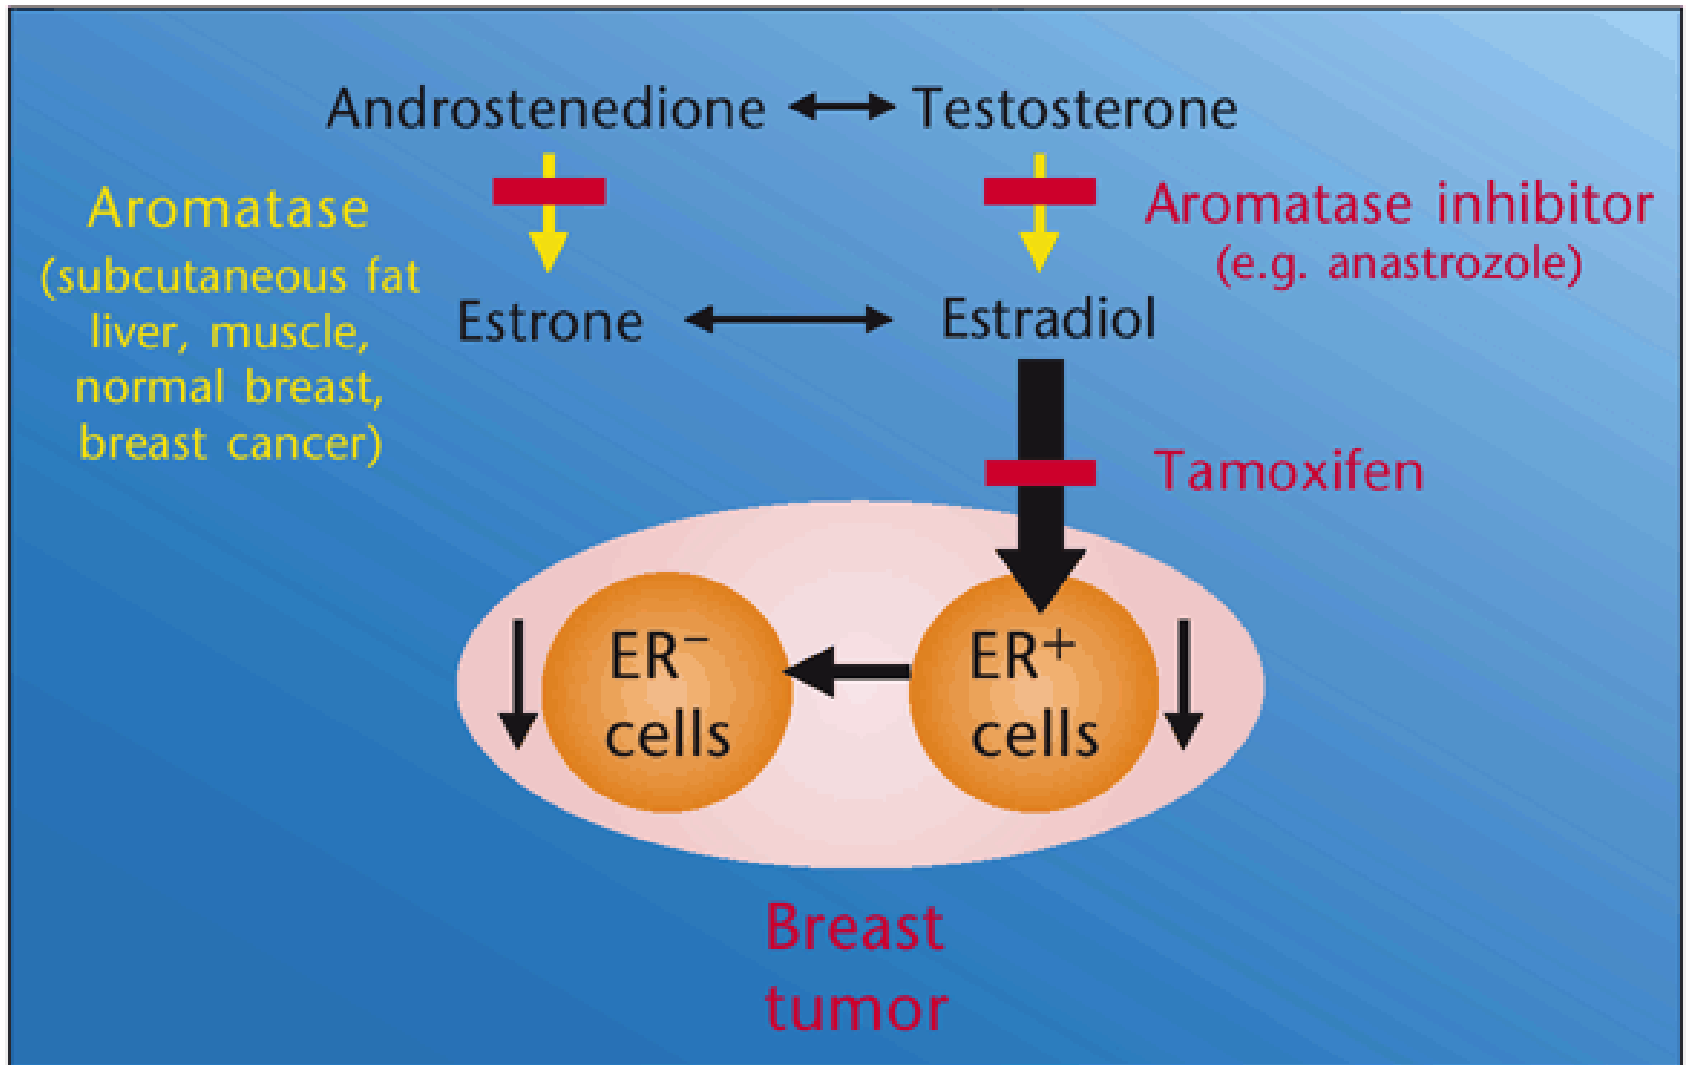 Androstenedione Testosterone
Aromatase
(subcutaneous fat
liver, muscle,
normal breast,
breast cancer)
Aromatase inhibitor
(e.g. anastrozole)
Estrone Estradiol
Tamoxifen
ER⁻
cells
ER⁺
cells
Breast
tumor